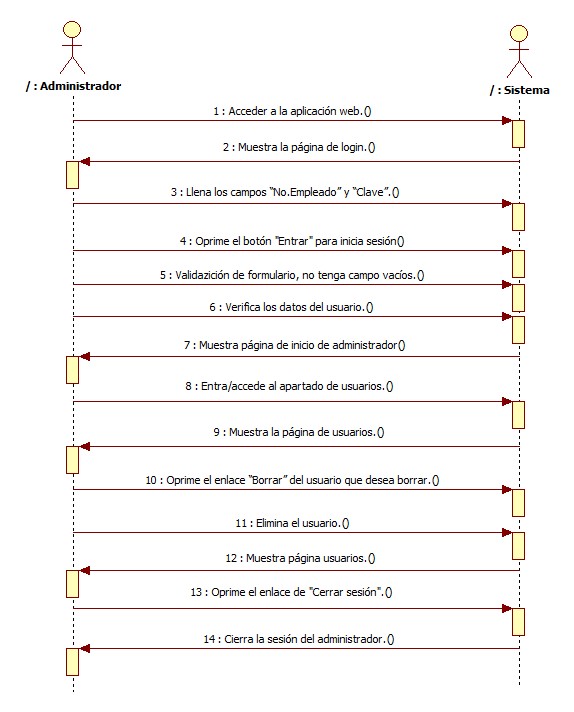 / : Administrador
/ : Sistema
1 : Acceder a la aplicación web.()
2 : Muestra la página de login.()
3 : Llena los campos “No.Empleado” y “Clave”.()
4 : Oprime el botón "Entrar" para inicia sesión()
5 : Validazición de formulario, no tenga campo vacíos.()
6 : Verifica los datos del usuario.()
7 : Muestra página de inicio de administrador()
8 : Entra/accede al apartado de usuarios.()
9 : Muestra la página de usuarios.()
10 : Oprime el enlace “Borrar” del usuario que desea borrar.()
11 : Elimina el usuario.()
12 : Muestra página usuarios.()
13 : Oprime el enlace de "Cerrar sesión".()
14 : Cierra la sesión del administrador.()